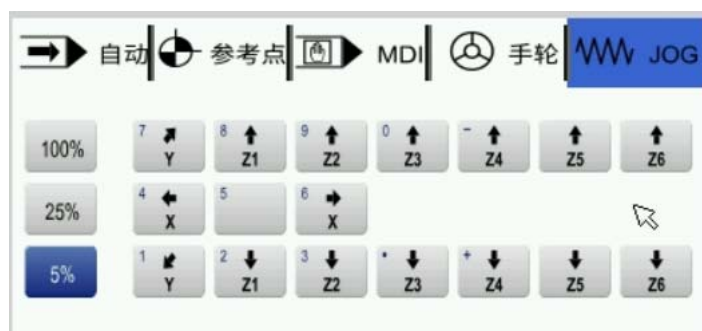 自动 参考点 MDI 手轮 JOG
100% 7 Y 8 Z1 9 Z2 0 Z3 - Z4 Z5 Z6
25% 4 X 5 6 X
5% 1 Y 2 Z1 3 Z2 • Z3 + Z4 Z5 Z6